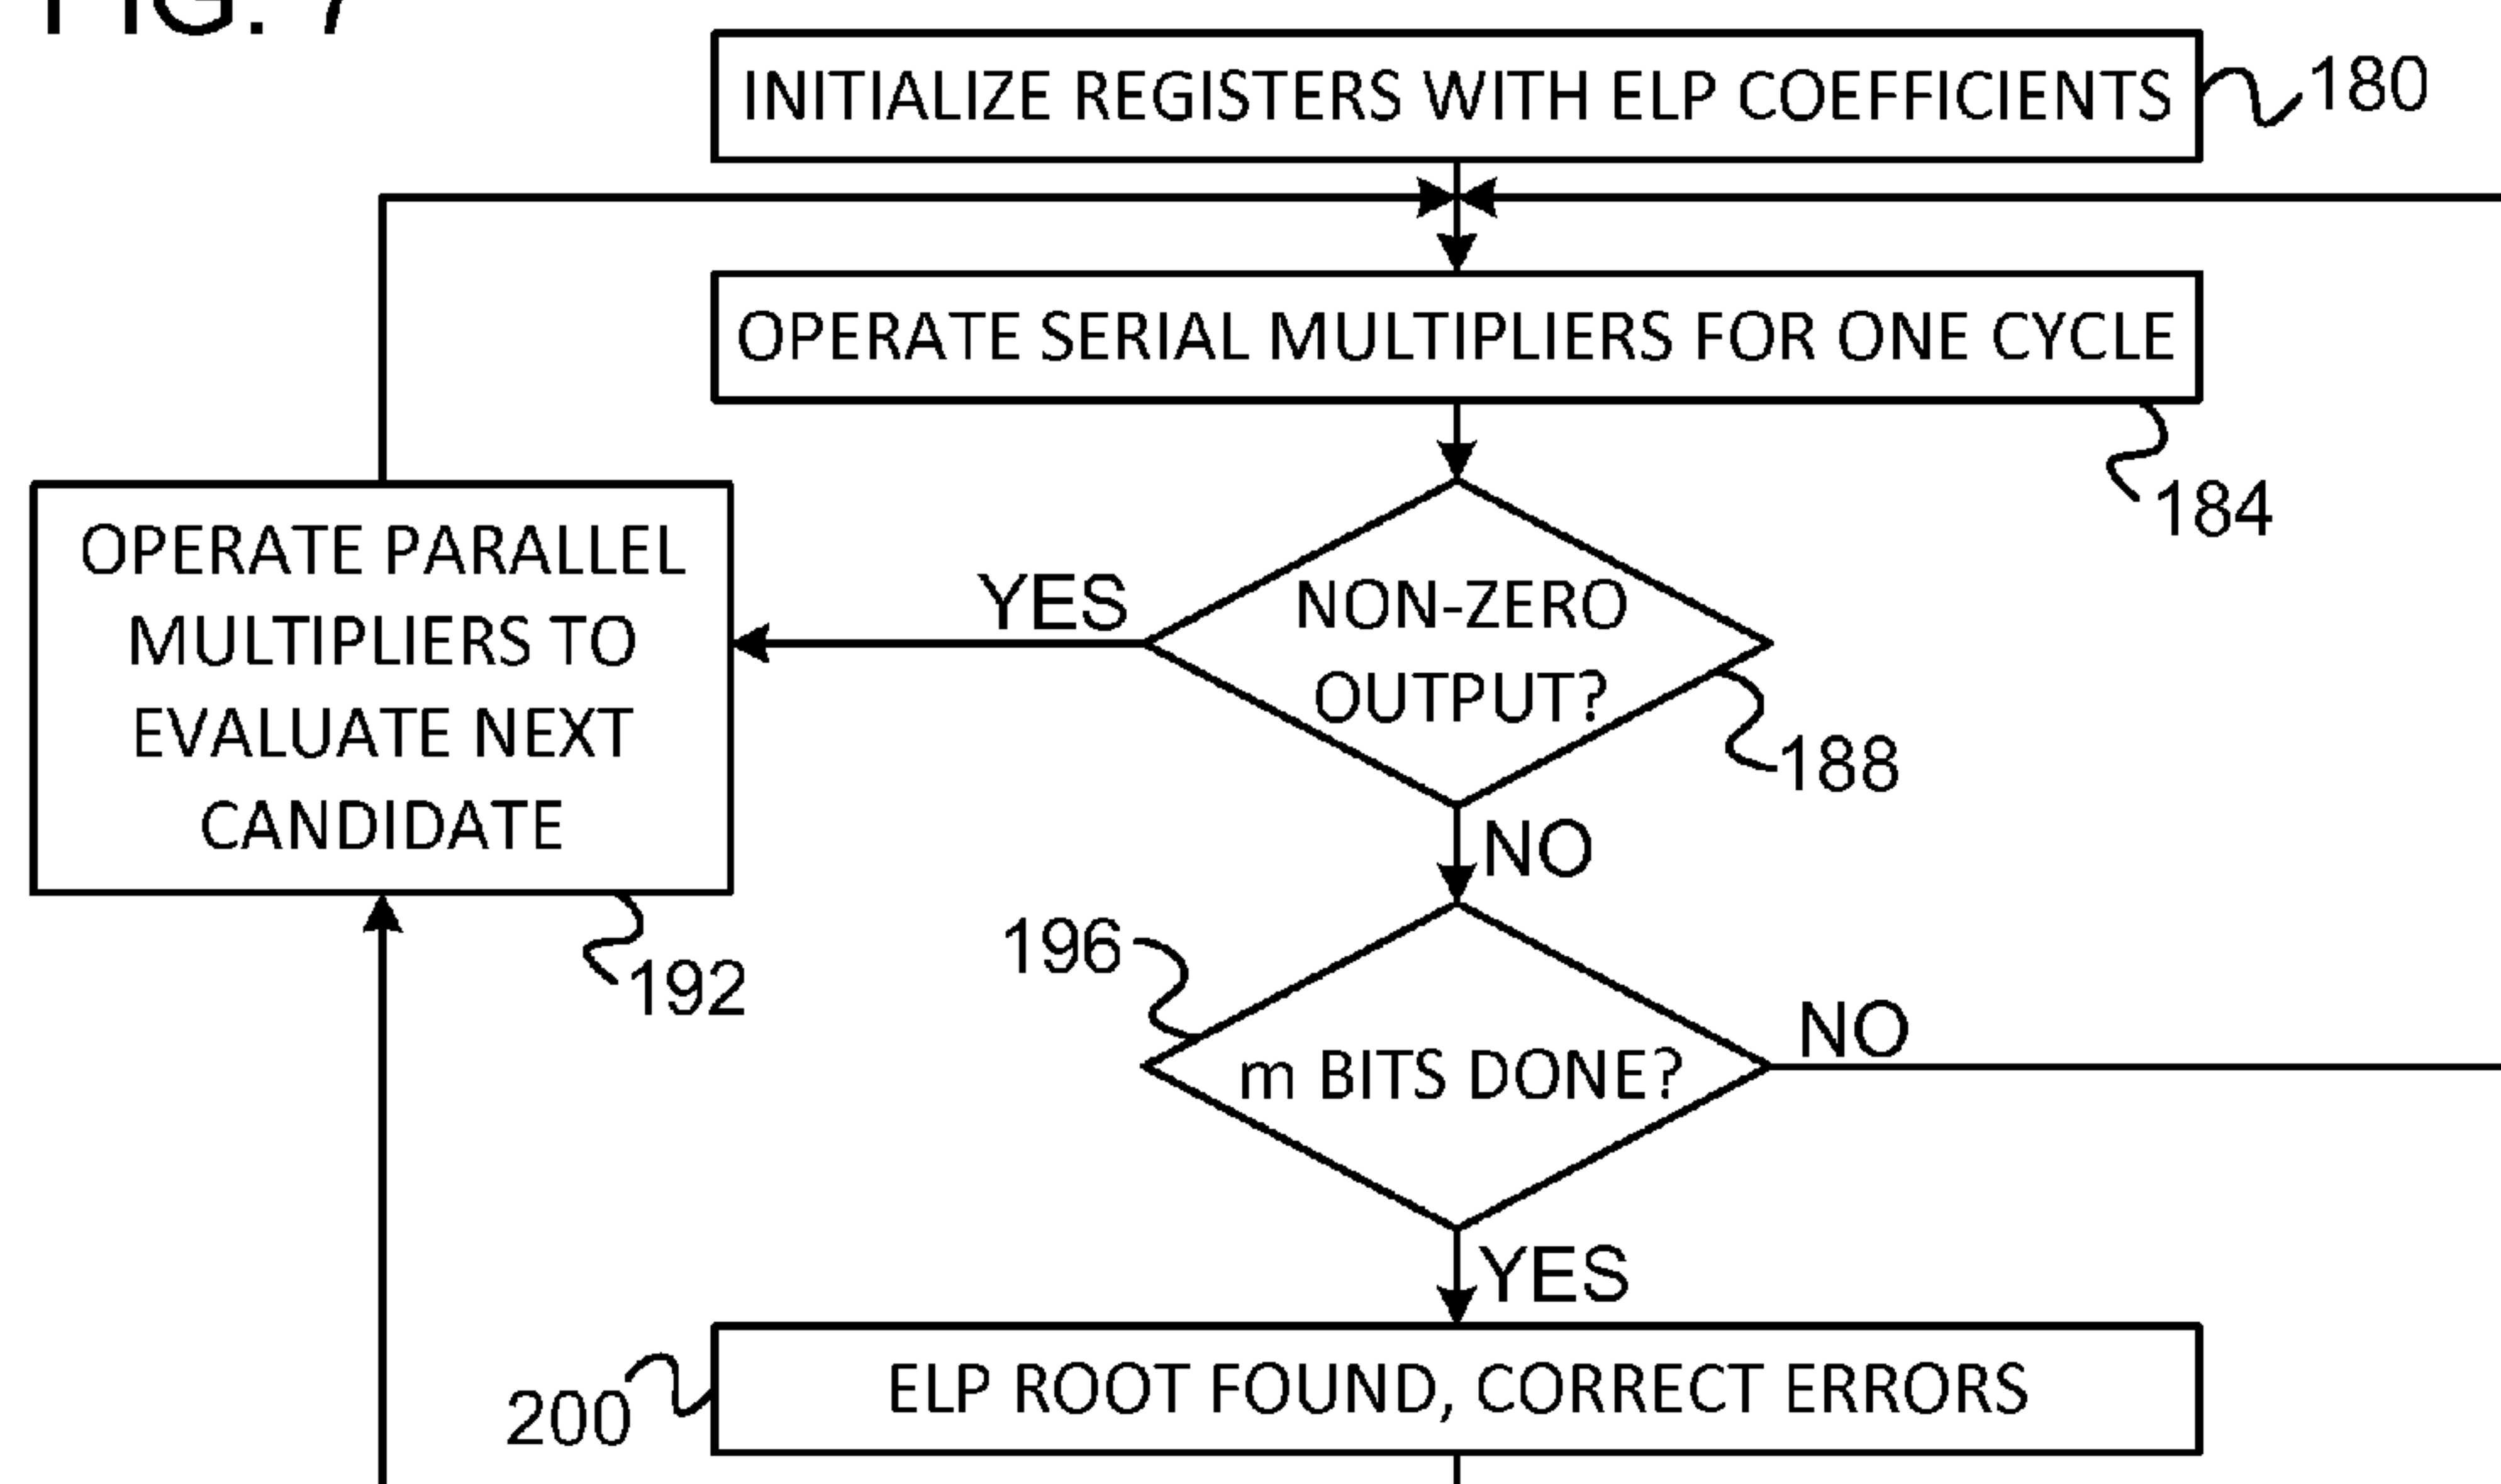 FIG. 7
INITIALIZE REGISTERS WITH ELP COEFFICIENTS
180
OPERATE SERIAL MULTIPLIERS FOR ONE CYCLE
184
OPERATE PARALLEL
MULTIPLIERS TO
EVALUATE NEXT
CANDIDATE
192
YES
NON-ZERO
OUTPUT?
188
NO
196
m BITS DONE?
NO
YES
200
ELP ROOT FOUND, CORRECT ERRORS